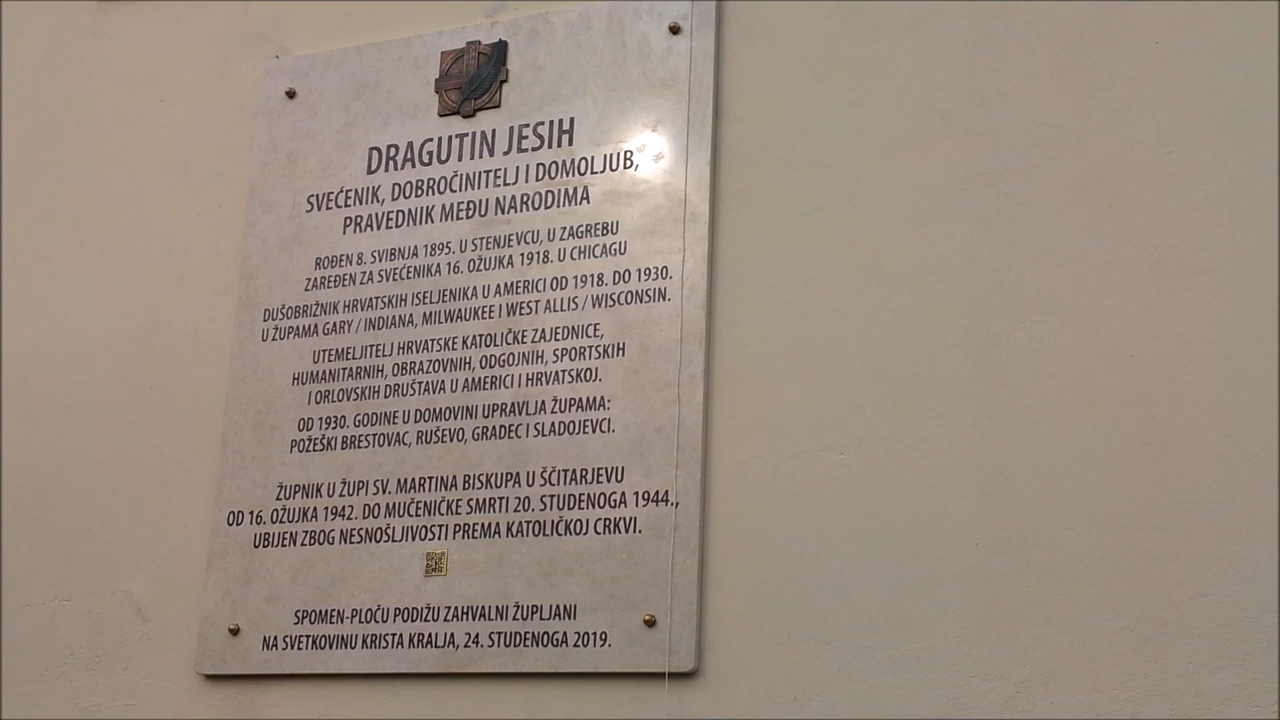 DRAGUTIN JESIH
SVEĆENIK, DOBROČINITELJ I DOMOLJUB,
PRAVEDNIK MEĐU NARODIMA
ROĐEN 8. SVIBNJA 1895. U STENJEVCU, U ZAGREBU
ZAREĐEN ZA SVEĆENIKA 16. OŽUJKA 1918. U CHICAGU
DUŠOBRIŽNIK HRVATSKIH ISELJENIKA U AMERICI OD 1918. DO 1930.
U ŽUPAMA GARY / INDIANA, MILWAUKEE I WEST ALLIS / WISCONSIN.
UTEMELJITELJ HRVATSKE KATOLIČKE ZAJEDNICE,
HUMANITARNIH, OBRAZOVNIH, ODGOJNIH, SPORTSKIH
I ORLOVSKIH DRUŠTAVA U AMERICI I HRVATSKOJ.
OD 1930. GODINE U DOMOVINI UPRAVLJA ŽUPAMA:
POŽEŠKI BRESTOVAC, RUŠEVO, GRADEC I SLADOJEVCI.
ŽUPNIK U ŽUPI SV. MARTINA BISKUPA U ŠČITARJEVU
OD 16. OŽUJKA 1942. DO MUČENIČKE SMRTI 20. STUDENOGA 1944.,
UBIJEN ZBOG NESNOŠLJIVOSTI PREMA KATOLIČKOJ CRKVI.
SPOMEN-PLOČU PODIŽU ZAHVALNI ŽUPLJANI
NA SVETKOVINU KRISTA KRALJA, 24. STUDENOGA 2019.